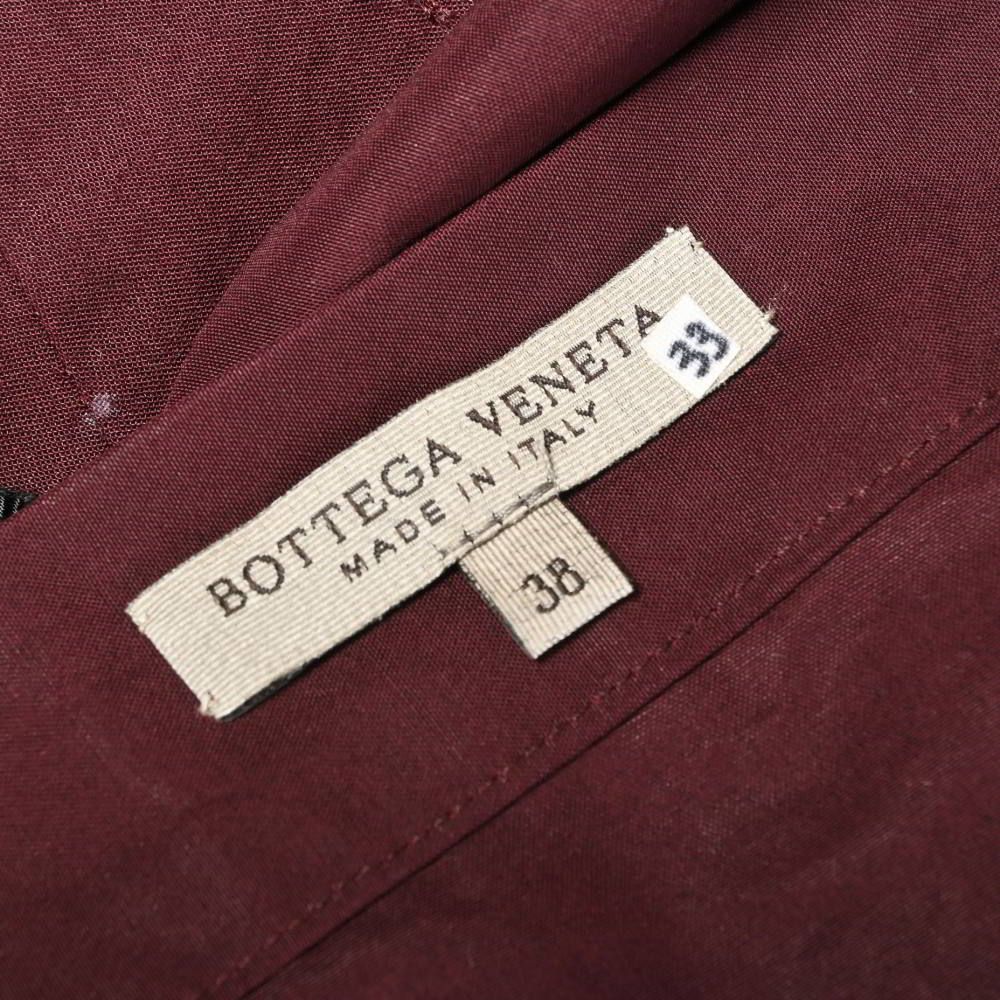 BOTTEGA VENETA
33
MADE IN ITALY
38